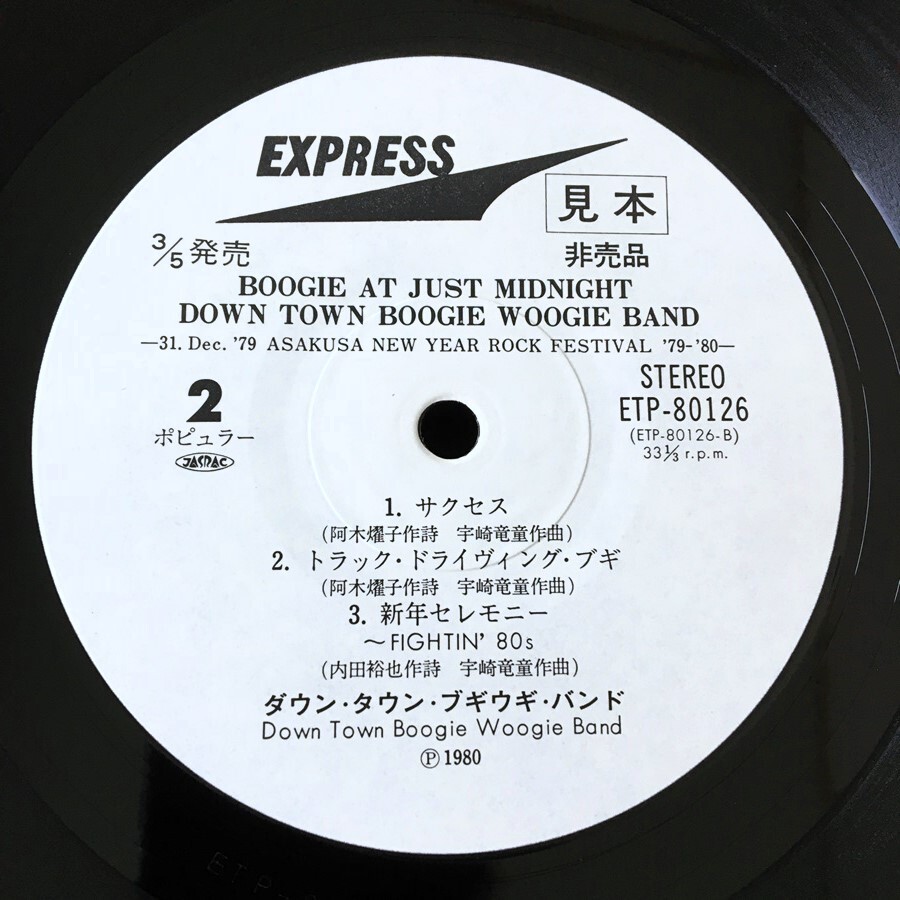 EXPRESS
見本
非売品
3/5発売
BOOGIE AT JUST MIDNIGHT
DOWN TOWN BOOGIE WOOGIE BAND
—31. Dec. '79 ASAKUSA NEW YEAR ROCK FESTIVAL '79-'80—
2
ポピュラー
JASRAC
STEREO
ETP-80126
(ETP-80126-B)
33⅓ r.p.m.
1. サクセス
(阿木燿子作詩 宇崎竜童作曲)
2. トラック・ドライヴィング・ブギ
(阿木燿子作詩 宇崎竜童作曲)
3. 新年セレモニー
～FIGHTIN' 80s
(内田裕也作詩 宇崎竜童作曲)
ダウン・タウン・ブギウギ・バンド
Down Town Boogie Woogie Band
Ⓟ 1980